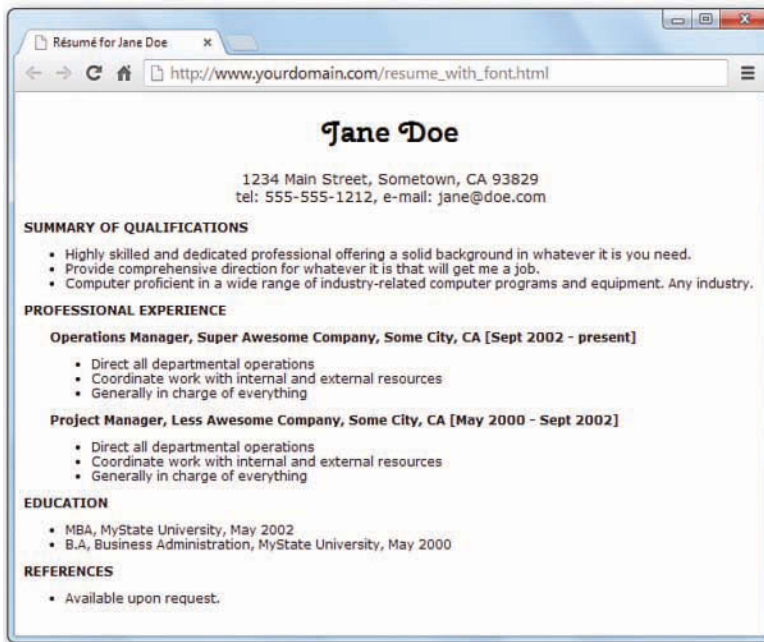 Résumé for Jane Doe
http://www.yourdomain.com/resume_with_font.html
Jane Doe
1234 Main Street, Sometown, CA 93829
tel: 555-555-1212, e-mail: jane@doe.com
SUMMARY OF QUALIFICATIONS
• Highly skilled and dedicated professional offering a solid background in whatever it is you need.
• Provide comprehensive direction for whatever it is that will get me a job.
• Computer proficient in a wide range of industry-related computer programs and equipment. Any industry.
PROFESSIONAL EXPERIENCE
Operations Manager, Super Awesome Company, Some City, CA [Sept 2002 - present]
• Direct all departmental operations
• Coordinate work with internal and external resources
• Generally in charge of everything
Project Manager, Less Awesome Company, Some City, CA [May 2000 - Sept 2002]
• Direct all departmental operations
• Coordinate work with internal and external resources
• Generally in charge of everything
EDUCATION
• MBA, MyState University, May 2002
• B.A, Business Administration, MyState University, May 2000
REFERENCES
• Available upon request.